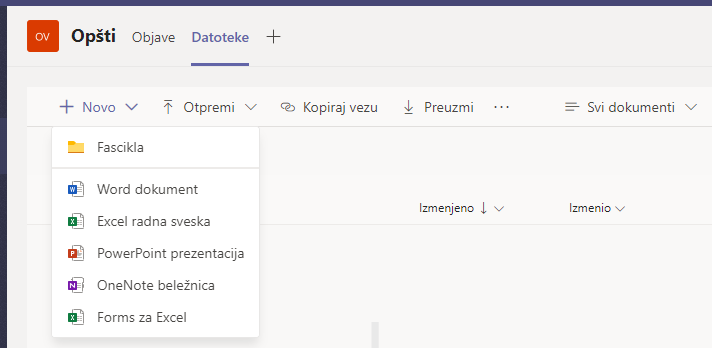 OV Opšti Objave Datoteke
Novo Otpremi Kopiraj vezu Preuzmi ... Svi dokumenti
Fascikla
Word dokument
Izmenjeno Izmenio
Excel radna sveska
PowerPoint prezentacija
OneNote beležnica
Forms za Excel